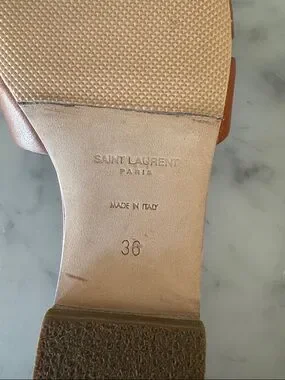 SAINT LAURENT
PARIS
MADE IN ITALY
36